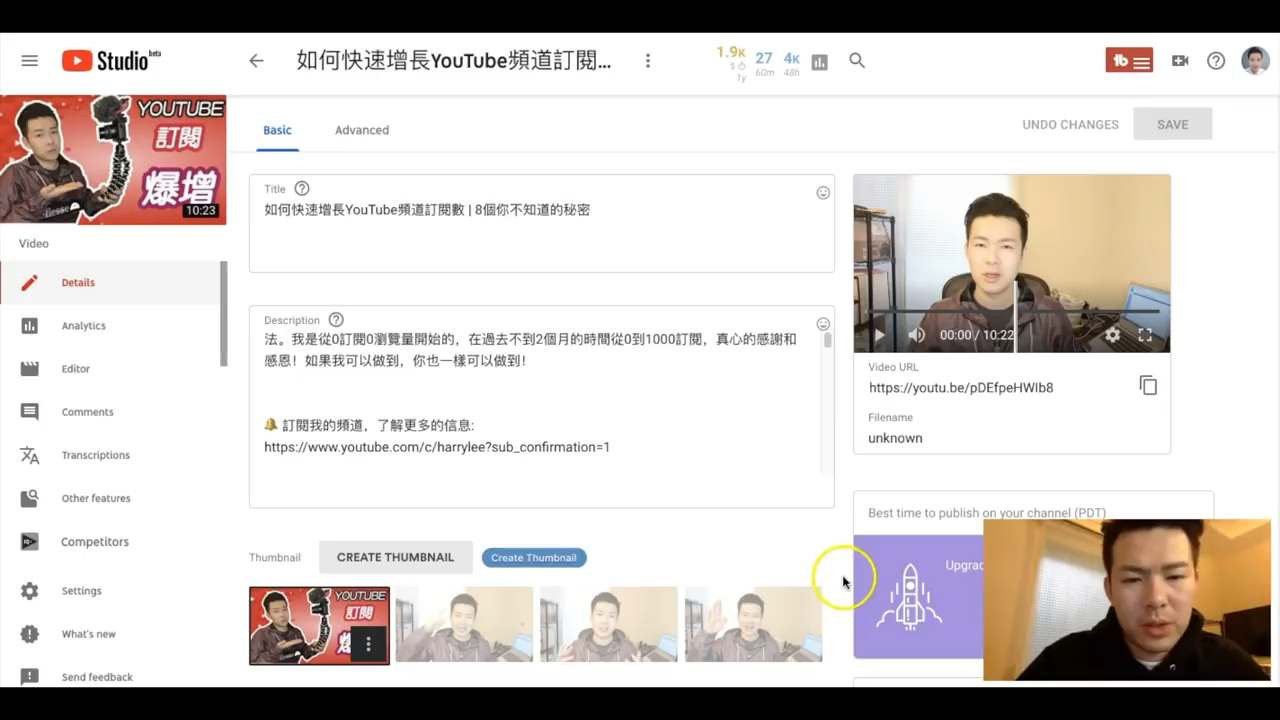 Studio beta
如何快速增長YouTube頻道訂閱...
1.9K
5
1y
27
60m
4K
48h
tb
YOUTUBE
訂閱
爆增
10:23
Video
Details
Analytics
Editor
Comments
Transcriptions
Other features
Competitors
Settings
What's new
Send feedback
Basic
Advanced
UNDO CHANGES
SAVE
Title
如何快速增長YouTube頻道訂閱數 | 8個你不知道的秘密
Description
法。我是從0訂閱0瀏覽量開始的，在過去不到2個月的時間從0到1000訂閱，真心的感謝和
感恩！如果我可以做到，你也一樣可以做到！
訂閱我的頻道，了解更多的信息:
https://www.youtube.com/c/harrylee?sub_confirmation=1
Thumbnail
CREATE THUMBNAIL
Create Thumbnail
YOUTUBE
訂閱
00:00 / 10:22
Video URL
https://youtu.be/pDEfpeHWIb8
Filename
unknown
Best time to publish on your channel (PDT)